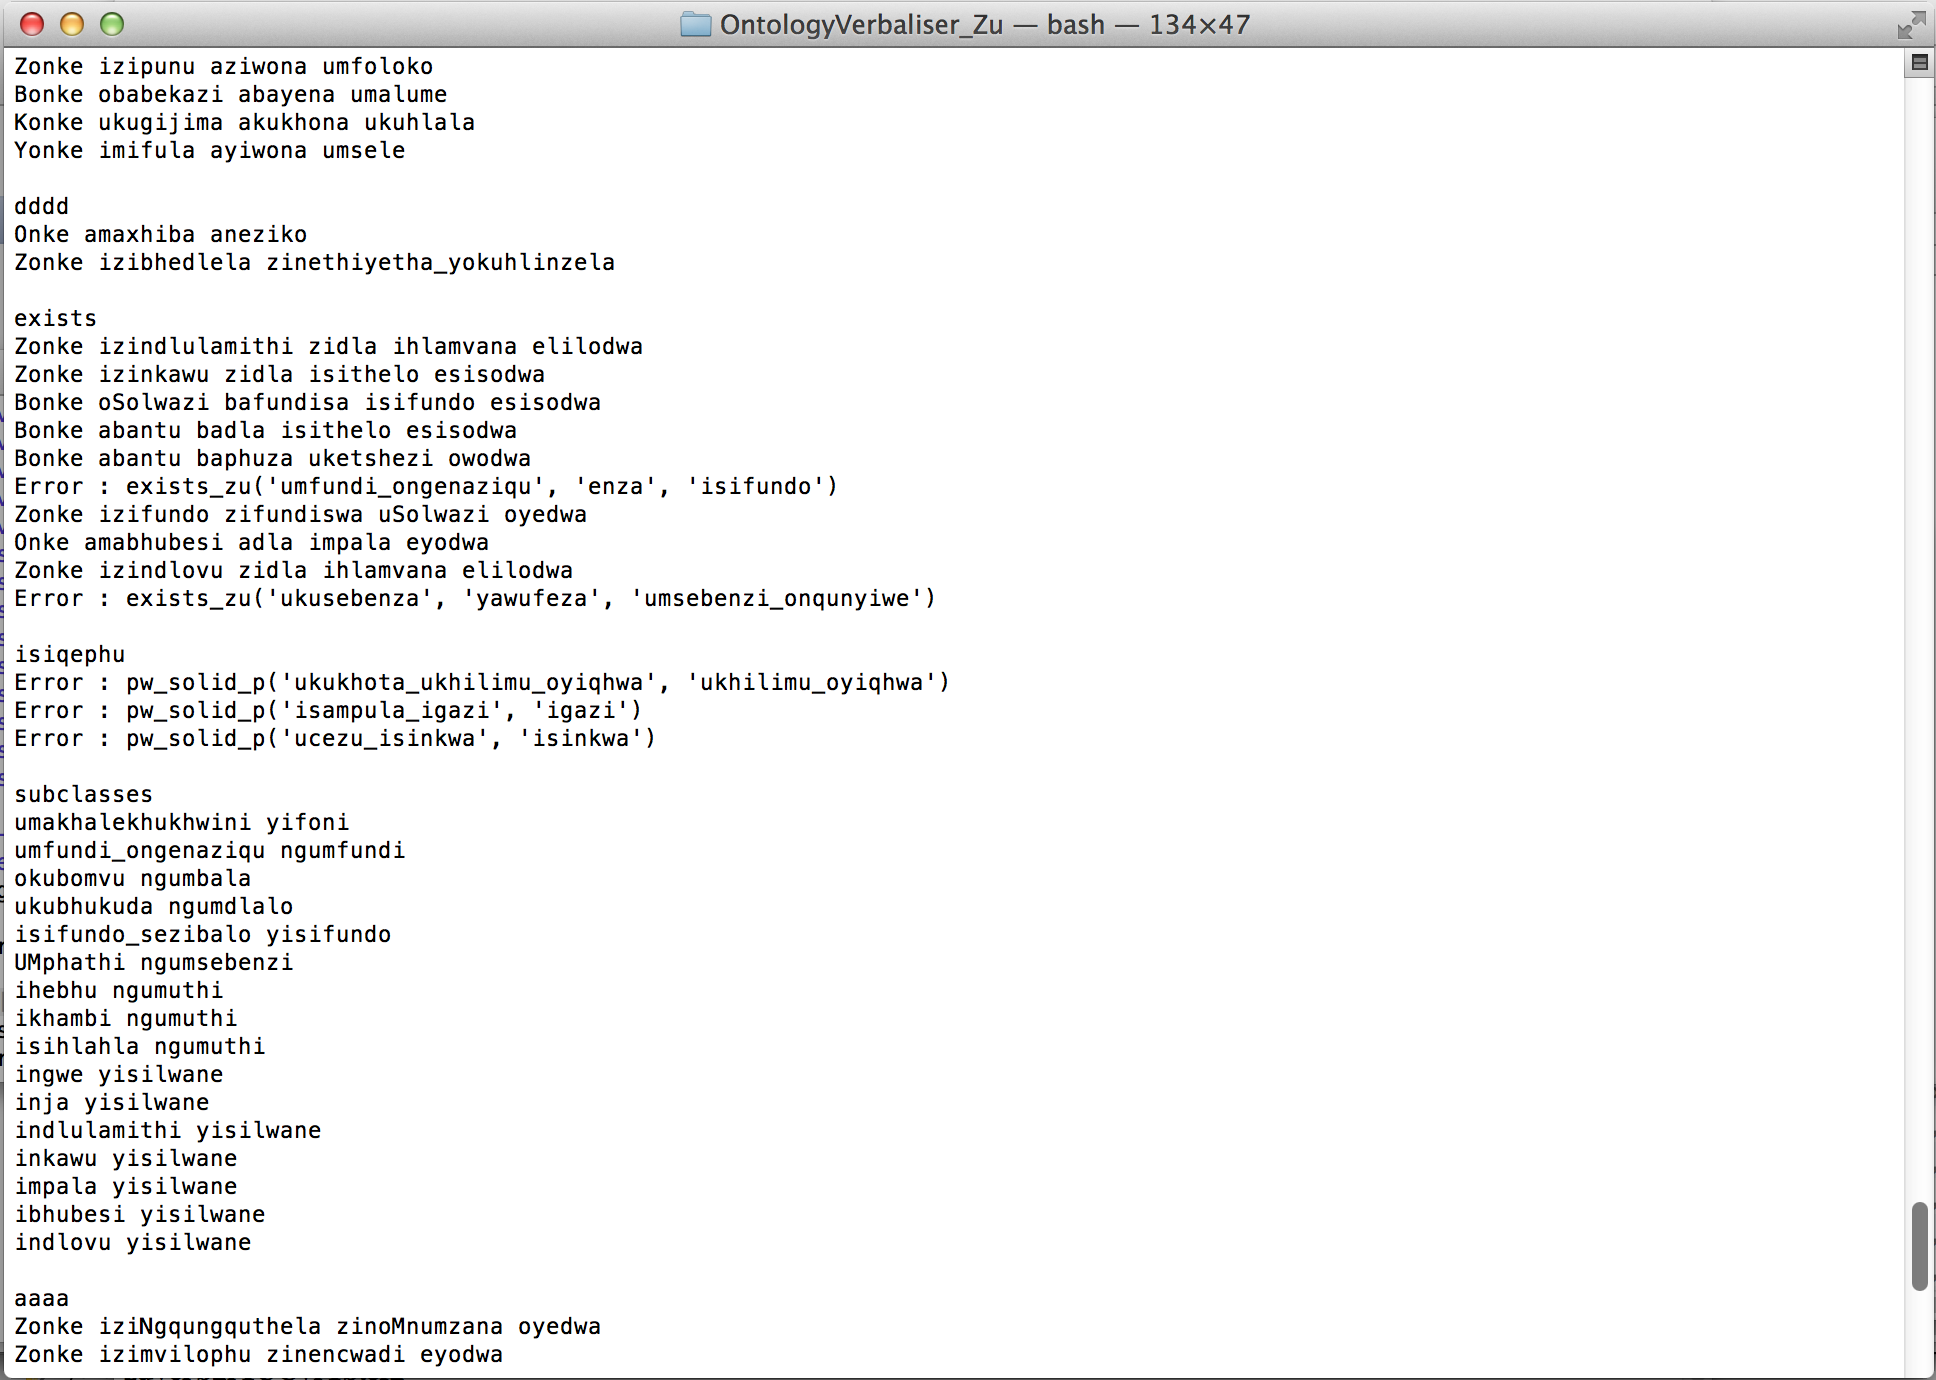 OntologyVerbaliser_Zu — bash — 134×47
Zonke izipunu aziwona umfoloko
Bonke obabekazi abayena umalume
Konke ukugijima akukhona ukuhlala
Yonke imifula ayiwona umsele
dddd
Onke amaxhiba aneziko
Zonke izibhedlela zinethiyetha_yokuhlinzela
exists
Zonke izindlulamithi zidla ihlamvana elilodwa
Zonke izinkawu zidla isithelo esisodwa
Bonke oSolwazi bafundisa isifundo esisodwa
Bonke abantu badla isithelo esisodwa
Bonke abantu baphuza uketshezi owodwa
Error : exists_zu('umfundi_ongenaziqu', 'enza', 'isifundo')
Zonke izifundo zifundiswa uSolwazi oyedwa
Onke amabhubesi adla impala eyodwa
Zonke izindlovu zidla ihlamvana elilodwa
Error : exists_zu('ukusebenza', 'yawufeza', 'umsebenzi_onqunyiwe')
isiqephu
Error : pw_solid_p('ukukhota_ukhilimu_oyiqhwa', 'ukhilimu_oyiqhwa')
Error : pw_solid_p('isampula_igazi', 'igazi')
Error : pw_solid_p('ucezu_isinkwa', 'isinkwa')
subclasses
umakhalekhukhwini yifoni
umfundi_ongenaziqu ngumfundi
okubomvu ngumbala
ukubhukuda ngumdlalo
isifundo_sezibalo yisifundo
UMphathi ngumsebenzi
ihebhu ngumuthi
ikhambi ngumuthi
isihlahla ngumuthi
ingwe yisilwane
inja yisilwane
indlulamithi yisilwane
inkawu yisilwane
impala yisilwane
ibhubesi yisilwane
indlovu yisilwane
aaaa
Zonke iziNgqungquthela zinoMnumzana oyedwa
Zonke izimvilophu zinencwadi eyodwa